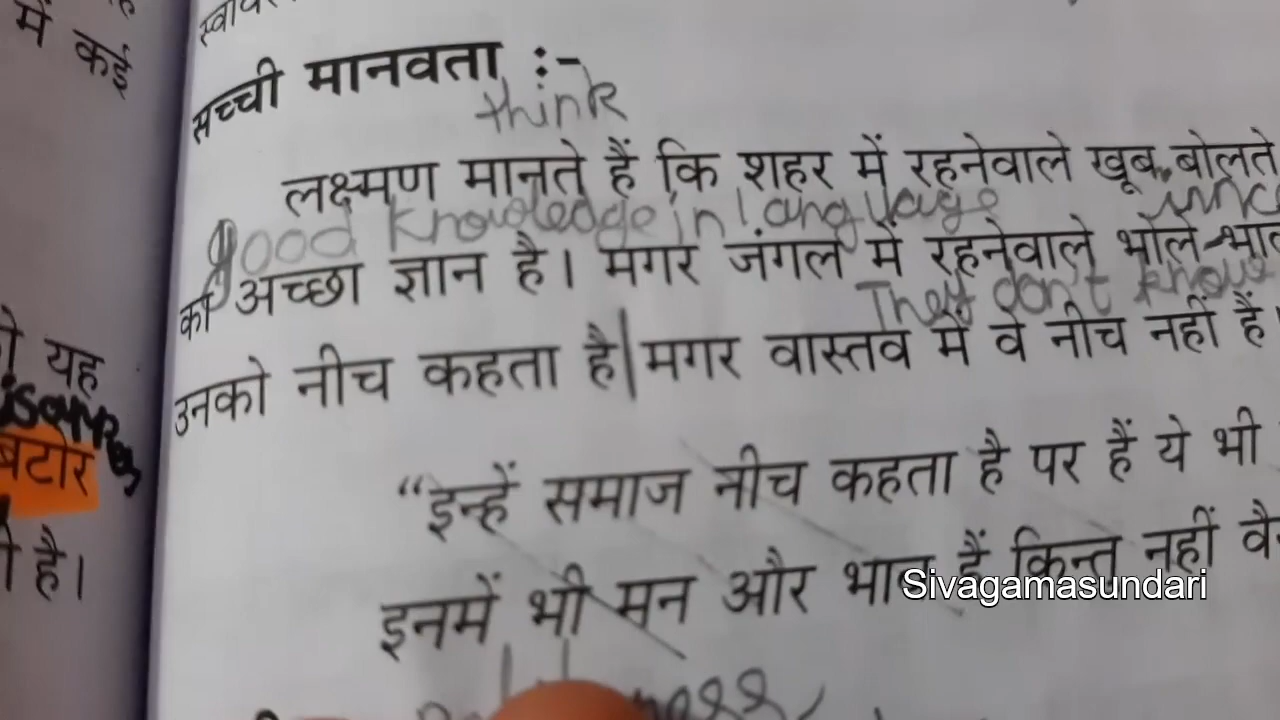 में कई
सच्ची मानवता :-
think
लक्ष्मण मानते हैं कि शहर में रहनेवाले खूब बोलते
good knowledge in language
को अच्छा ज्ञान है। मगर जंगल में रहनेवाले भोले-भा
They don't know
उनको नीच कहता है। मगर वास्तव में वे नीच नहीं हैं।
यह
बटोर
"इन्हें समाज नीच कहता है पर हैं ये भी
है।
इनमें भी मन और भाव हैं किन्तु नहीं
Sivagamasundari